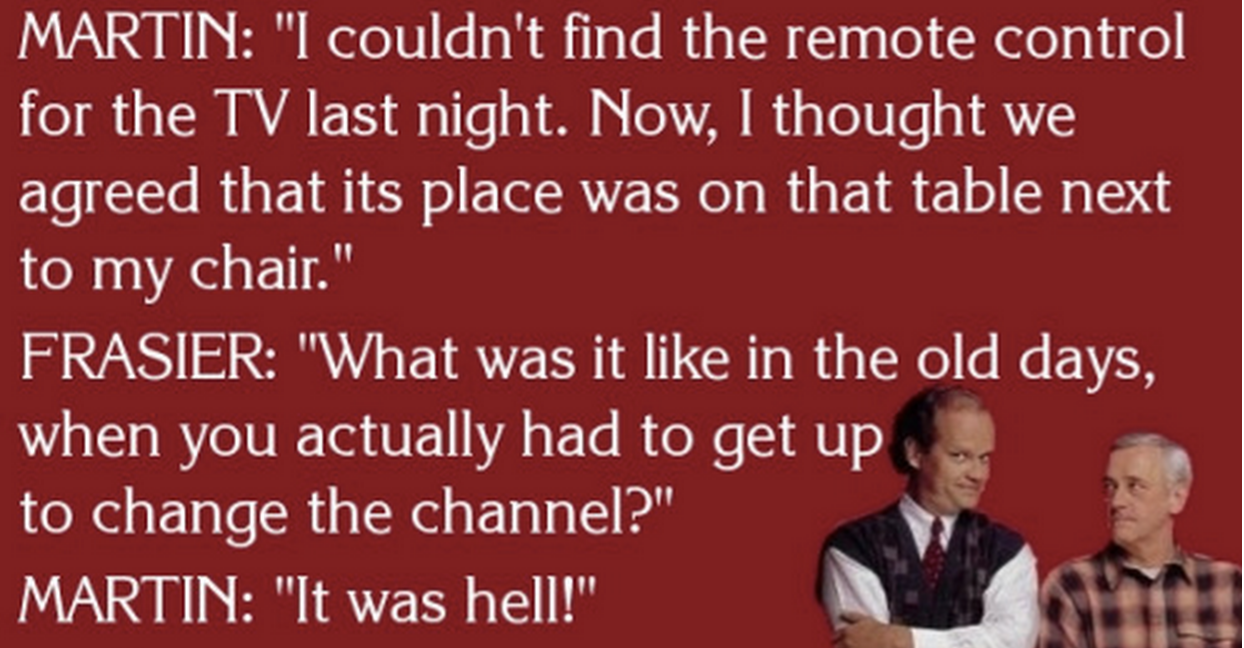 MARTIN: "I couldn't find the remote control
for the TV last night. Now, I thought we
agreed that its place was on that table next
to my chair."
FRASIER: "What was it like in the old days,
when you actually had to get up
to change the channel?"
MARTIN: "It was hell!"